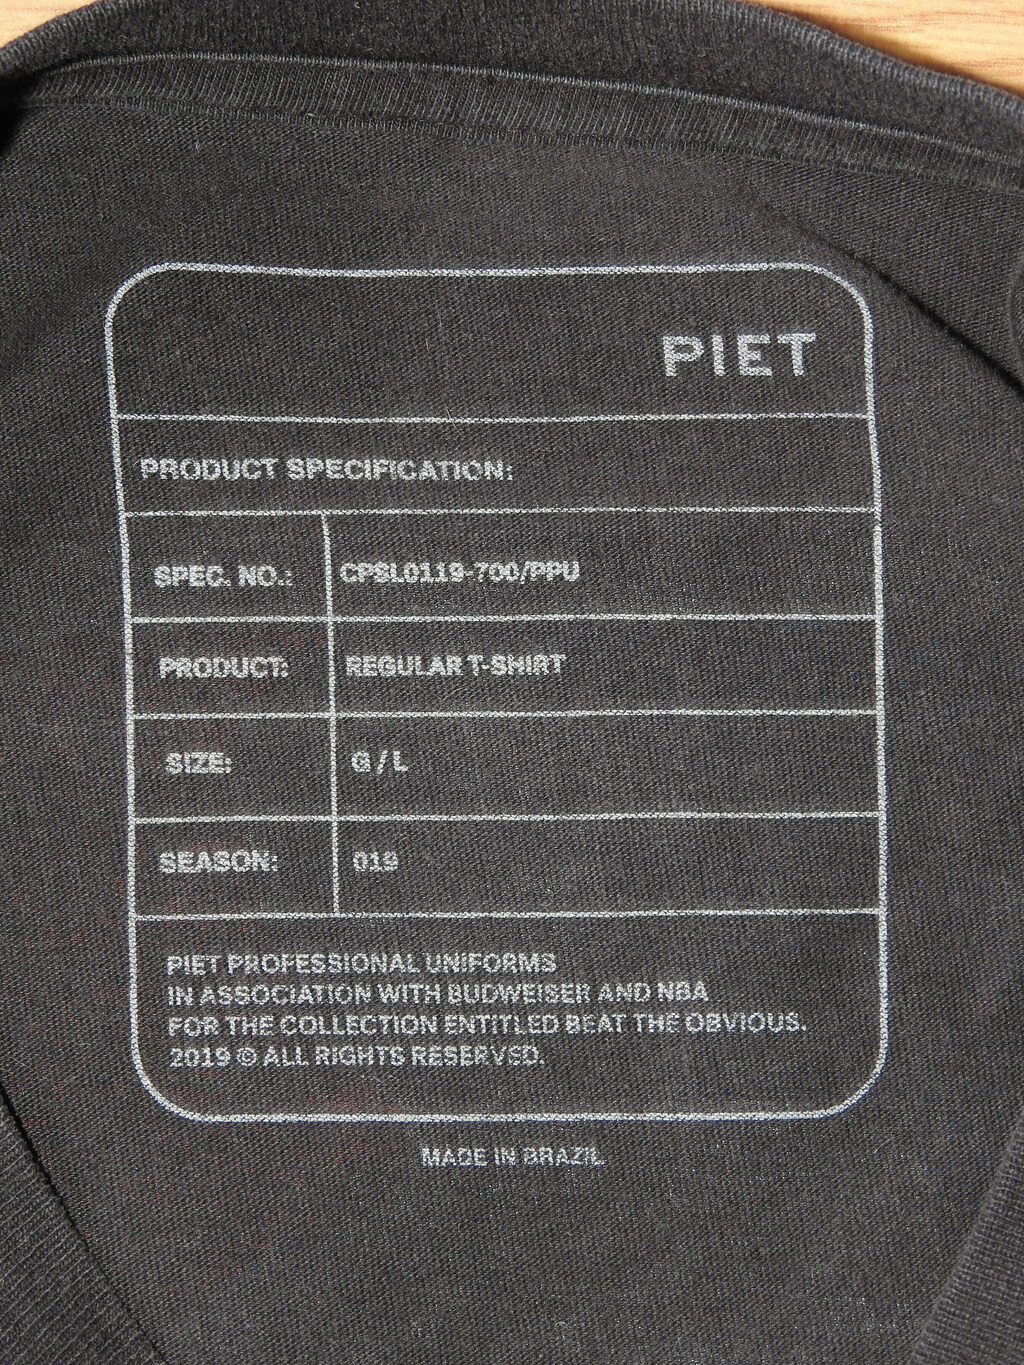 PIET
PRODUCT SPECIFICATION:
SPEC. NO.: CPSL0119-700/PPU
PRODUCT: REGULAR T-SHIRT
SIZE: G / L
SEASON: 019
PIET PROFESSIONAL UNIFORMS
IN ASSOCIATION WITH BUDWEISER AND NBA
FOR THE COLLECTION ENTITLED BEAT THE OBVIOUS.
2019 © ALL RIGHTS RESERVED.
MADE IN BRAZIL